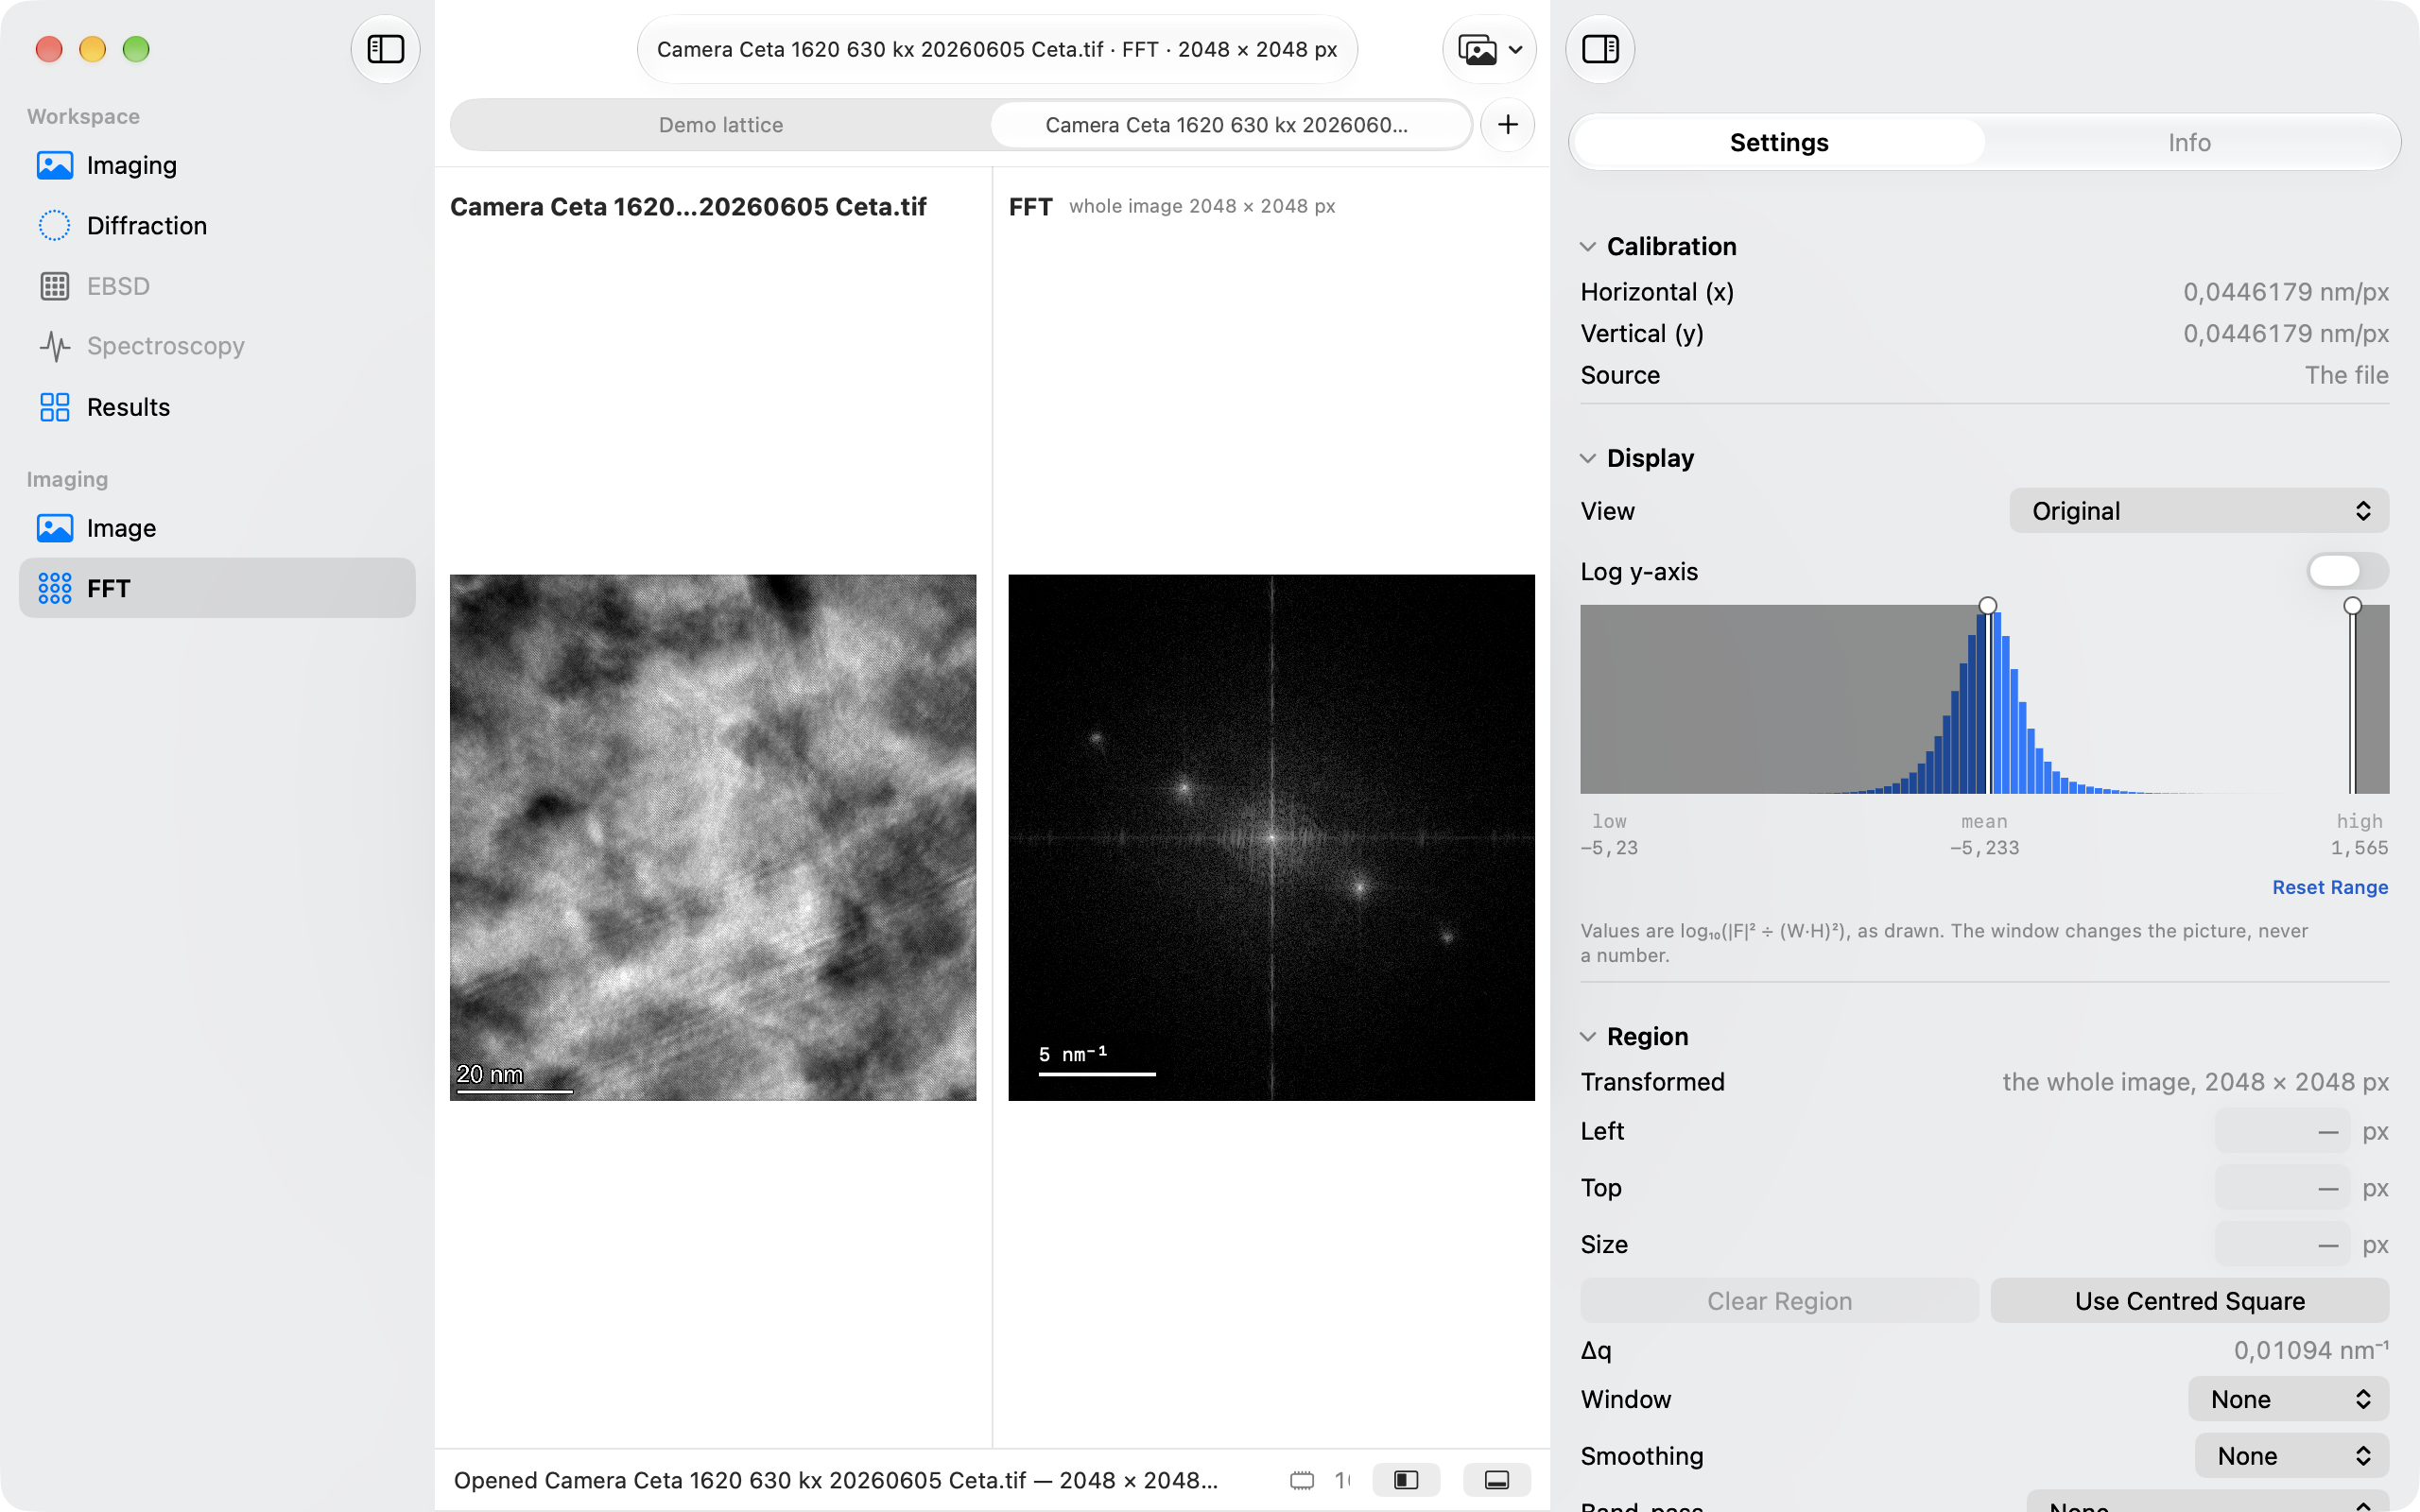 Camera Ceta 1620 630 kx 20260605 Ceta.tif · FFT · 2048 × 2048 px
Workspace
Imaging
Diffraction
EBSD
Spectroscopy
Results
Imaging
Image
FFT
Demo lattice
Camera Ceta 1620 630 kx 2026060...
Camera Ceta 1620...20260605 Ceta.tif
20 nm
FFT whole image 2048 × 2048 px
5 nm⁻¹
Opened Camera Ceta 1620 630 kx 20260605 Ceta.tif — 2048 × 2048...
Settings
Info
Calibration
Horizontal (x) 0,0446179 nm/px
Vertical (y) 0,0446179 nm/px
Source The file
Display
View Original
Log y-axis
low mean high
−5,23 −5,233 1,565
Reset Range
Values are log₁₀(|F|² ÷ (W·H)²), as drawn. The window changes the picture, never
a number.
Region
Transformed the whole image, 2048 × 2048 px
Left — px
Top — px
Size — px
Clear Region Use Centred Square
Δq 0,01094 nm⁻¹
Window None
Smoothing None
Band-pass None